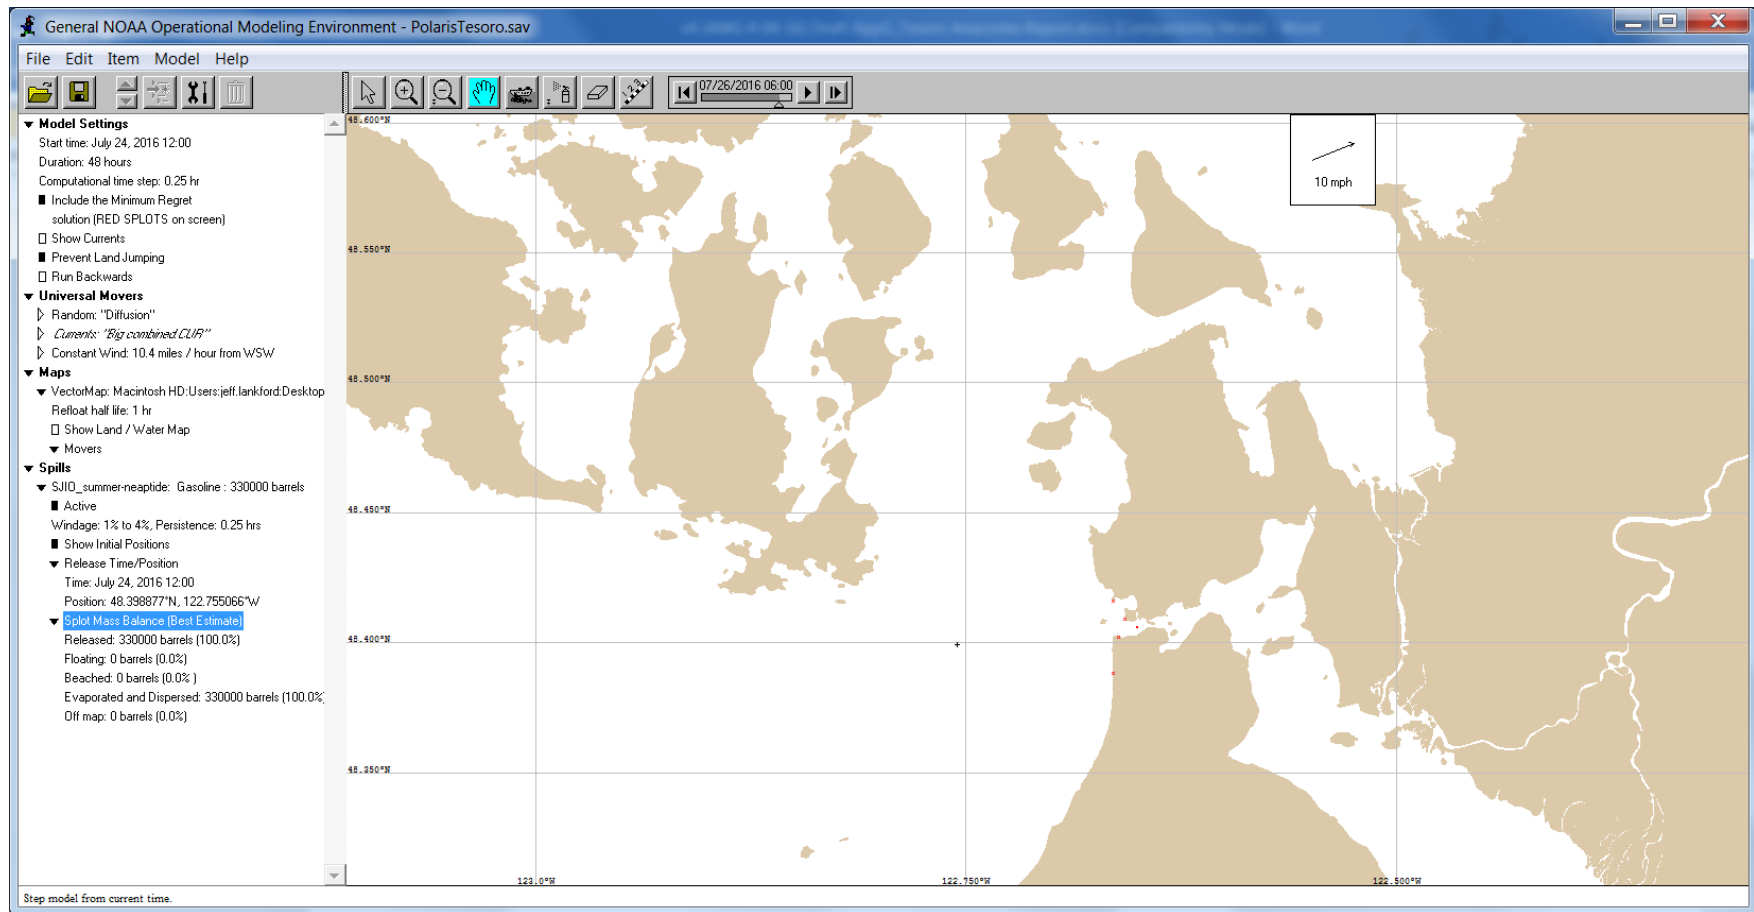 General NOAA Operational Modeling Environment - PolarisTesoro.sav
File Edit Item Model Help
07/26/2016 06:00
Model Settings
Start time: July 24, 2016 12:00
Duration: 48 hours
Computational time step: 0.25 hr
Include the Minimum Regret
solution (RED SPLOTS on screen)
Show Currents
Prevent Land Jumping
Run Backwards
Universal Movers
Random: "Diffusion"
Currents: "Big combined.CUR"
Constant Wind: 10.4 miles / hour from WSW
Maps
VectorMap: Macintosh HD:Users:jeff.lankford:Desktop
Refloat half life: 1 hr
Show Land / Water Map
Movers
Spills
SJIO_summer-neaptide: Gasoline : 330000 barrels
Active
Windage: 1% to 4%, Persistence: 0.25 hrs
Show Initial Positions
Release Time/Position
Time: July 24, 2016 12:00
Position: 48.398877°N, 122.755066°W
Splot Mass Balance (Best Estimate)
Released: 330000 barrels (100.0%)
Floating: 0 barrels (0.0%)
Beached: 0 barrels (0.0% )
Evaporated and Dispersed: 330000 barrels (100.0%
Off map: 0 barrels (0.0%)
48.600°N
48.550°N
48.500°N
48.450°N
48.400°N
48.350°N
10 mph
123.0°W
122.750°W
122.500°W
Step model from current time.